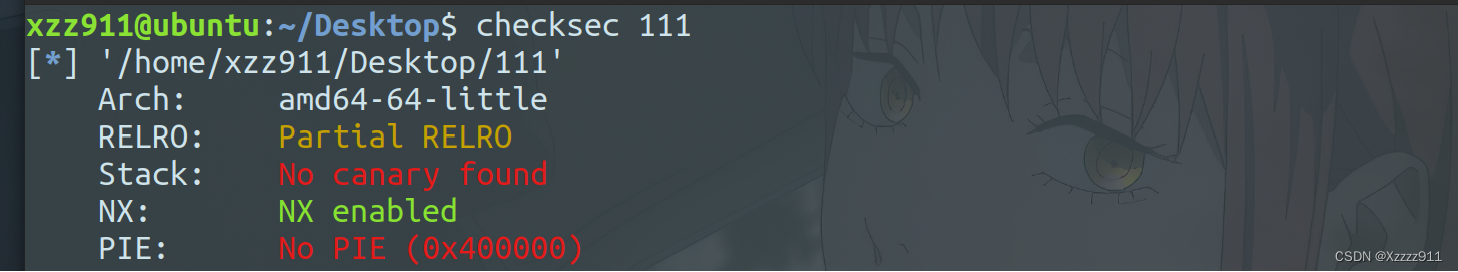 xzz911@ubuntu:~/Desktop$ checksec 111
[*] '/home/xzz911/Desktop/111'
Arch: amd64-64-little
RELRO: Partial RELRO
Stack: No canary found
NX: NX enabled
PIE: No PIE (0x400000)
CSDN @Xzzzz911